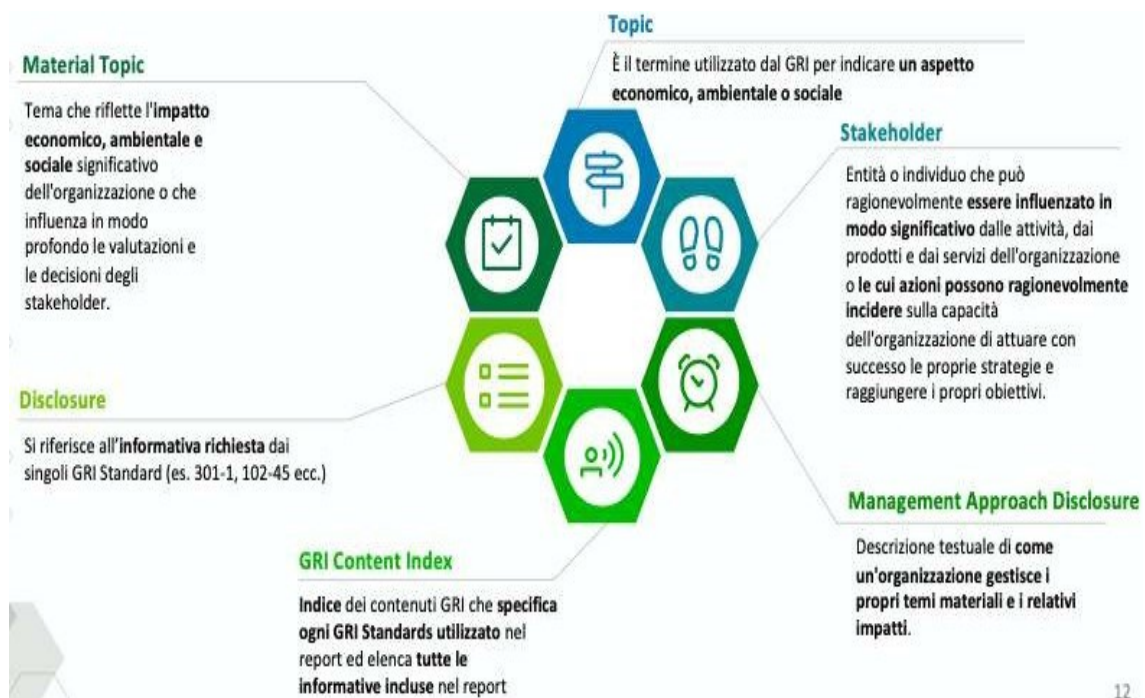 Topic
È il termine utilizzato dal GRI per indicare un aspetto
economico, ambientale o sociale
Material Topic
Tema che riflette l'impatto
economico, ambientale e
sociale significativo
dell'organizzazione o che
influenza in modo
profondo le valutazioni e
le decisioni degli
stakeholder.
Stakeholder
Entità o individuo che può
ragionevolmente essere influenzato in
modo significativo dalle attività, dai
prodotti e dai servizi dell'organizzazione
o le cui azioni possono ragionevolmente
incidere sulla capacità
dell'organizzazione di attuare con
successo le proprie strategie e
raggiungere i propri obiettivi.
Disclosure
Si riferisce all'informativa richiesta dai
singoli GRI Standard (es. 301-1, 102-45 ecc.)
Management Approach Disclosure
Descrizione testuale di come
un'organizzazione gestisce i
propri temi materiali e i relativi
impatti.
GRI Content Index
Indice dei contenuti GRI che specifica
ogni GRI Standards utilizzato nel
report ed elenca tutte le
informative incluse nel report
12